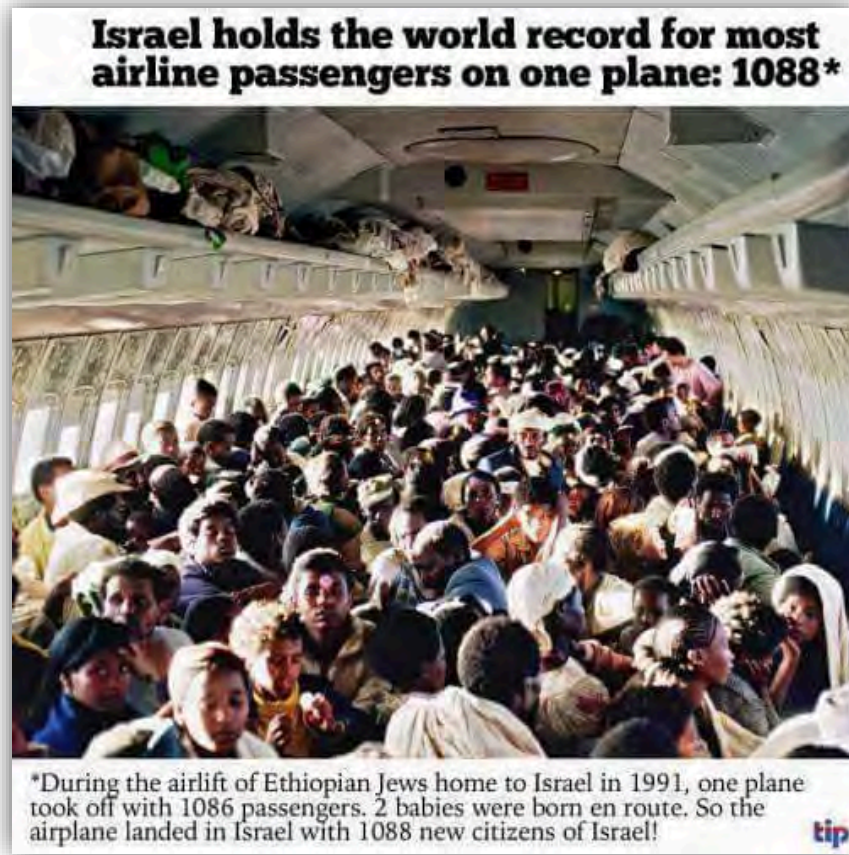 Israel holds the world record for most
airline passengers on one plane: 1088*
*During the airlift of Ethiopian Jews home to Israel in 1991, one plane
took off with 1086 passengers. 2 babies were born en route. So the
airplane landed in Israel with 1088 new citizens of Israel!
tip